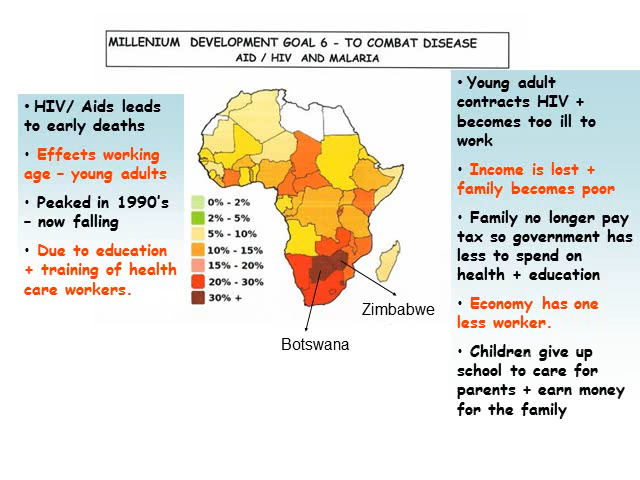 MILLENIUM DEVELOPMENT GOAL 6 - TO COMBAT DISEASE
AID / HIV AND MALARIA
• HIV/ Aids leads
to early deaths
• Effects working
age – young adults
• Peaked in 1990's
– now falling
• Due to education
+ training of health
care workers.
0% - 2%
2% - 5%
5% - 10%
10% - 15%
15% - 20%
20% - 30%
30% +
Zimbabwe
Botswana
• Young adult
contracts HIV +
becomes too ill to
work
• Income is lost +
family becomes poor
• Family no longer pay
tax so government has
less to spend on
health + education
• Economy has one
less worker.
• Children give up
school to care for
parents + earn money
for the family